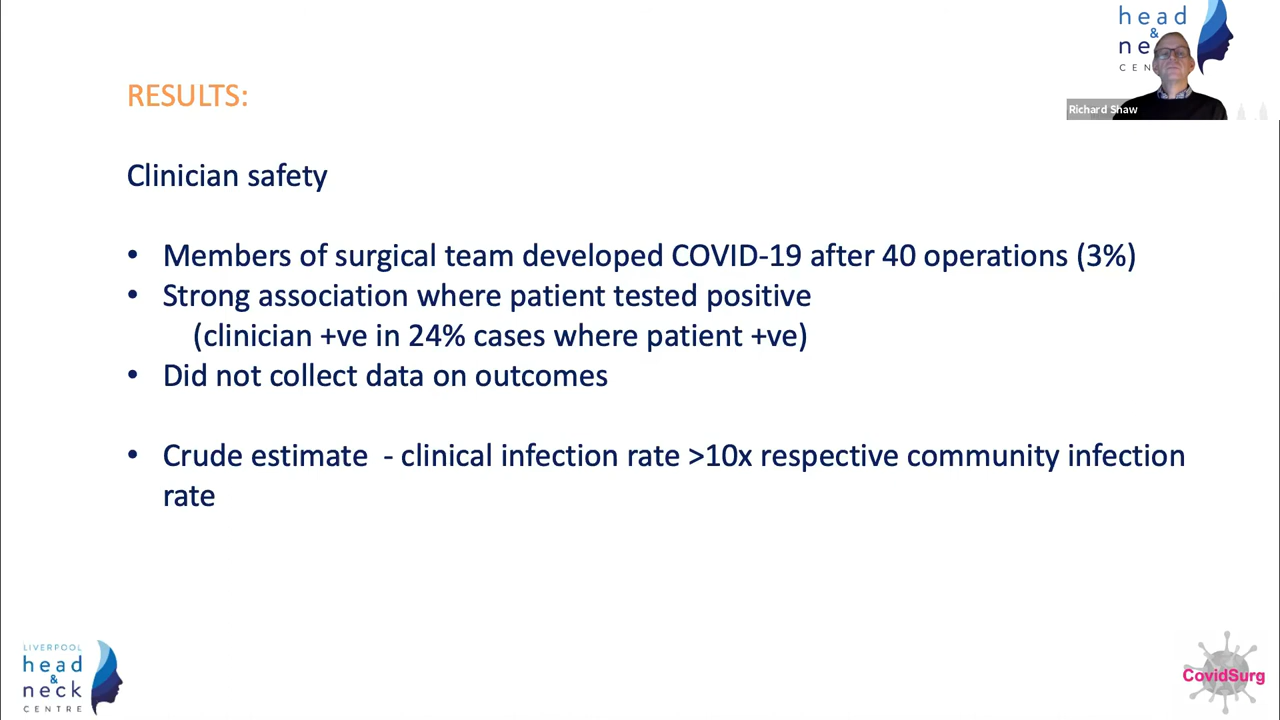 head
&
ne
CEN
Richard Shaw
RESULTS:
Clinician safety
• Members of surgical team developed COVID-19 after 40 operations (3%)
• Strong association where patient tested positive
(clinician +ve in 24% cases where patient +ve)
• Did not collect data on outcomes
• Crude estimate - clinical infection rate >10x respective community infection
rate
LIVERPOOL
head
&
neck
CENTRE
CovidSurg